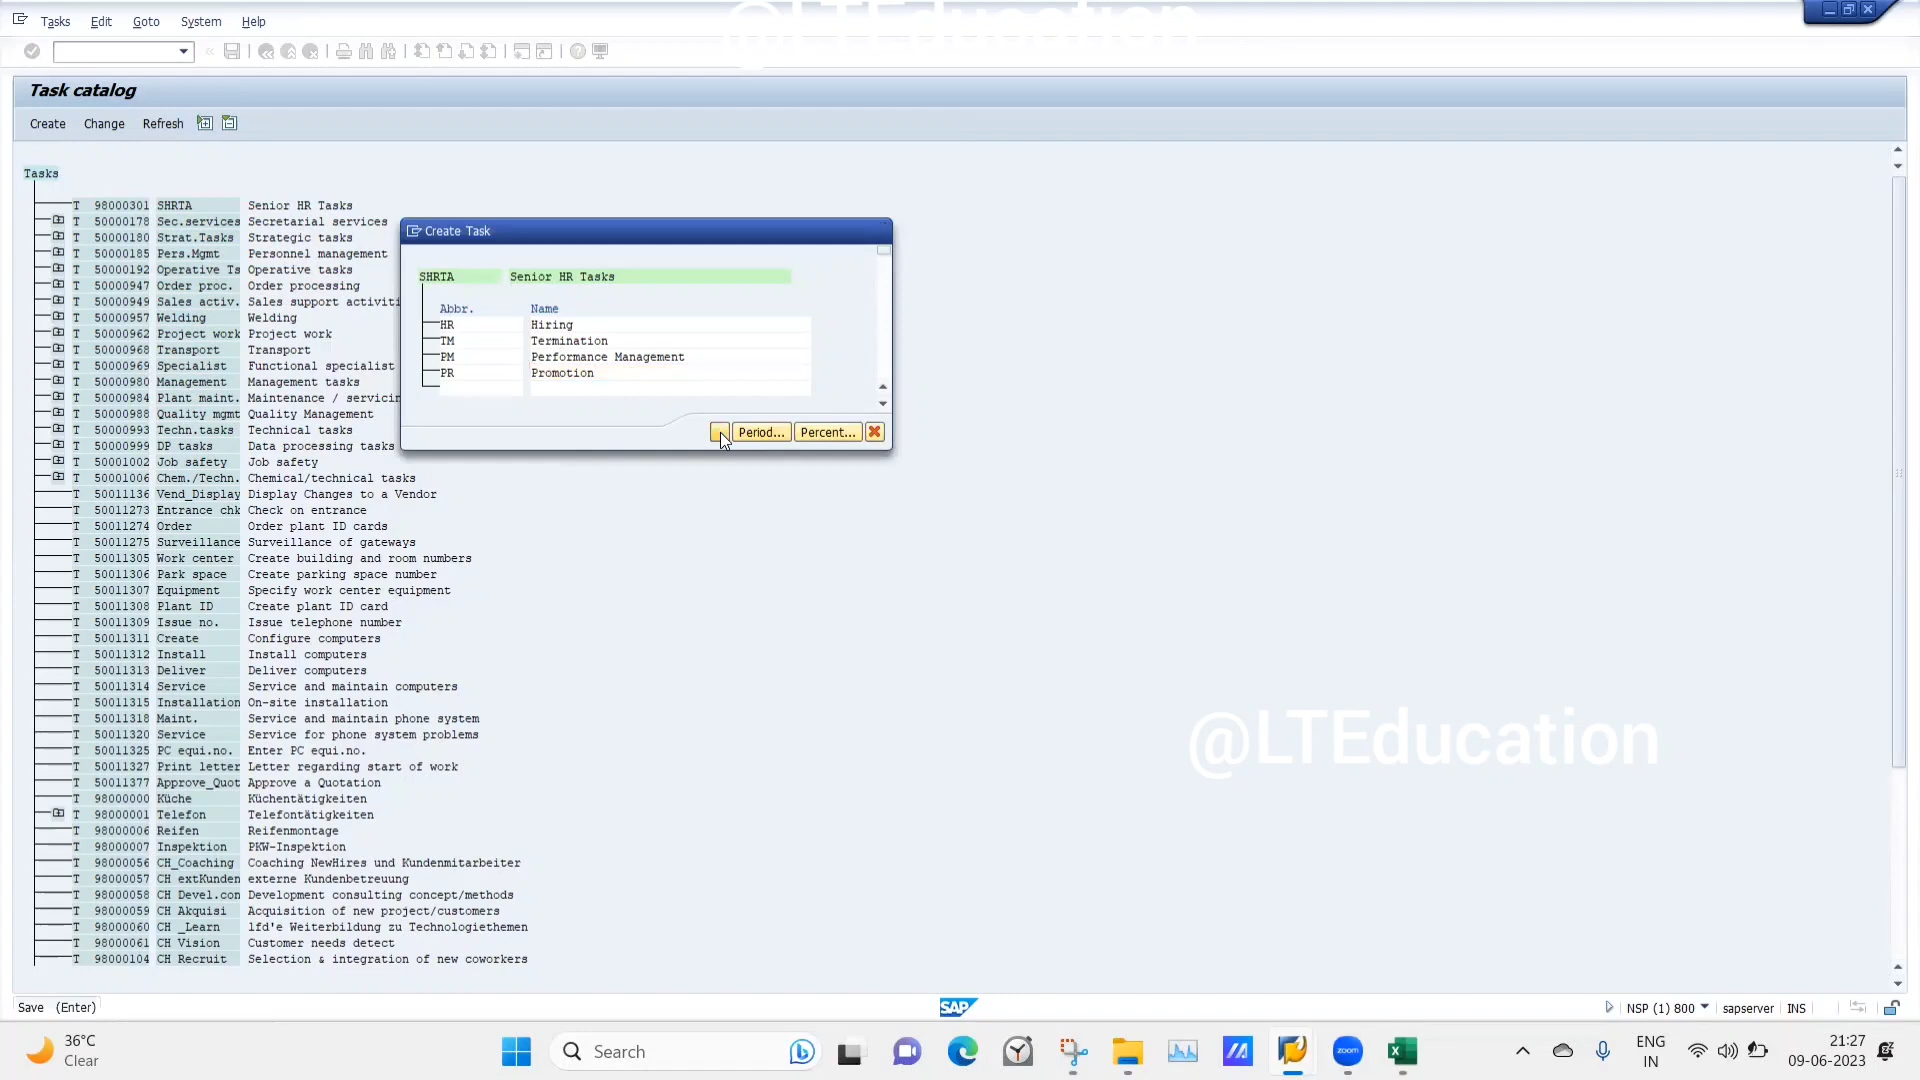 Tasks Edit Goto System Help
@LTEducation
Task catalog
Create Change Refresh
Tasks
T 98000301 SHRTA Senior HR Tasks
T 50000178 Sec.services Secretarial services
T 50000180 Strat.Tasks Strategic tasks
T 50000185 Pers.Mgmt Personnel management
T 50000192 Operative Ts Operative tasks
T 50000947 Order proc. Order processing
T 50000949 Sales activ. Sales support activiti
T 50000957 Welding Welding
T 50000962 Project work Project work
T 50000968 Transport Transport
T 50000969 Specialist Functional specialist
T 50000980 Management Management tasks
T 50000984 Plant maint. Maintenance / servicin
T 50000988 Quality mgmt Quality Management
T 50000993 Techn.tasks Technical tasks
T 50000999 DP tasks Data processing tasks
T 50001002 Job safety Job safety
T 50001006 Chem./Techn. Chemical/technical tasks
T 50011136 Vend_Display Display Changes to a Vendor
T 50011273 Entrance chk Check on entrance
T 50011274 Order Order plant ID cards
T 50011275 Surveillance Surveillance of gateways
T 50011305 Work center Create building and room numbers
T 50011306 Park space Create parking space number
T 50011307 Equipment Specify work center equipment
T 50011308 Plant ID Create plant ID card
T 50011309 Issue no. Issue telephone number
T 50011311 Create Configure computers
T 50011312 Install Install computers
T 50011313 Deliver Deliver computers
T 50011314 Service Service and maintain computers
T 50011315 Installation On-site installation
T 50011318 Maint. Service and maintain phone system
T 50011320 Service Service for phone system problems
T 50011325 PC equi.no. Enter PC equi.no.
T 50011327 Print letter Letter regarding start of work
T 50011377 Approve_Quot Approve a Quotation
T 98000000 Küche Küchentätigkeiten
T 98000001 Telefon Telefontätigkeiten
T 98000006 Reifen Reifenmontage
T 98000007 Inspektion PKW-Inspektion
T 98000056 CH_Coaching Coaching NewHires und Kundenmitarbeiter
T 98000057 CH extKunden externe Kundenbetreuung
T 98000058 CH Devel.con Development consulting concept/methods
T 98000059 CH Akquisi Acquisition of new project/customers
T 98000060 CH _Learn lfd'e Weiterbildung zu Technologiethemen
T 98000061 CH Vision Customer needs detect
T 98000104 CH Recruit Selection & integration of new coworkers
Create Task
SHRTA Senior HR Tasks
Abbr. Name
HR Hiring
TM Termination
PM Performance Management
PR Promotion
Period... Percent...
@LTEducation
Save (Enter)
SAP
NSP (1) 800 sapserver INS
36°C
Clear
Search
zoom
ENG
IN
21:27
09-06-2023